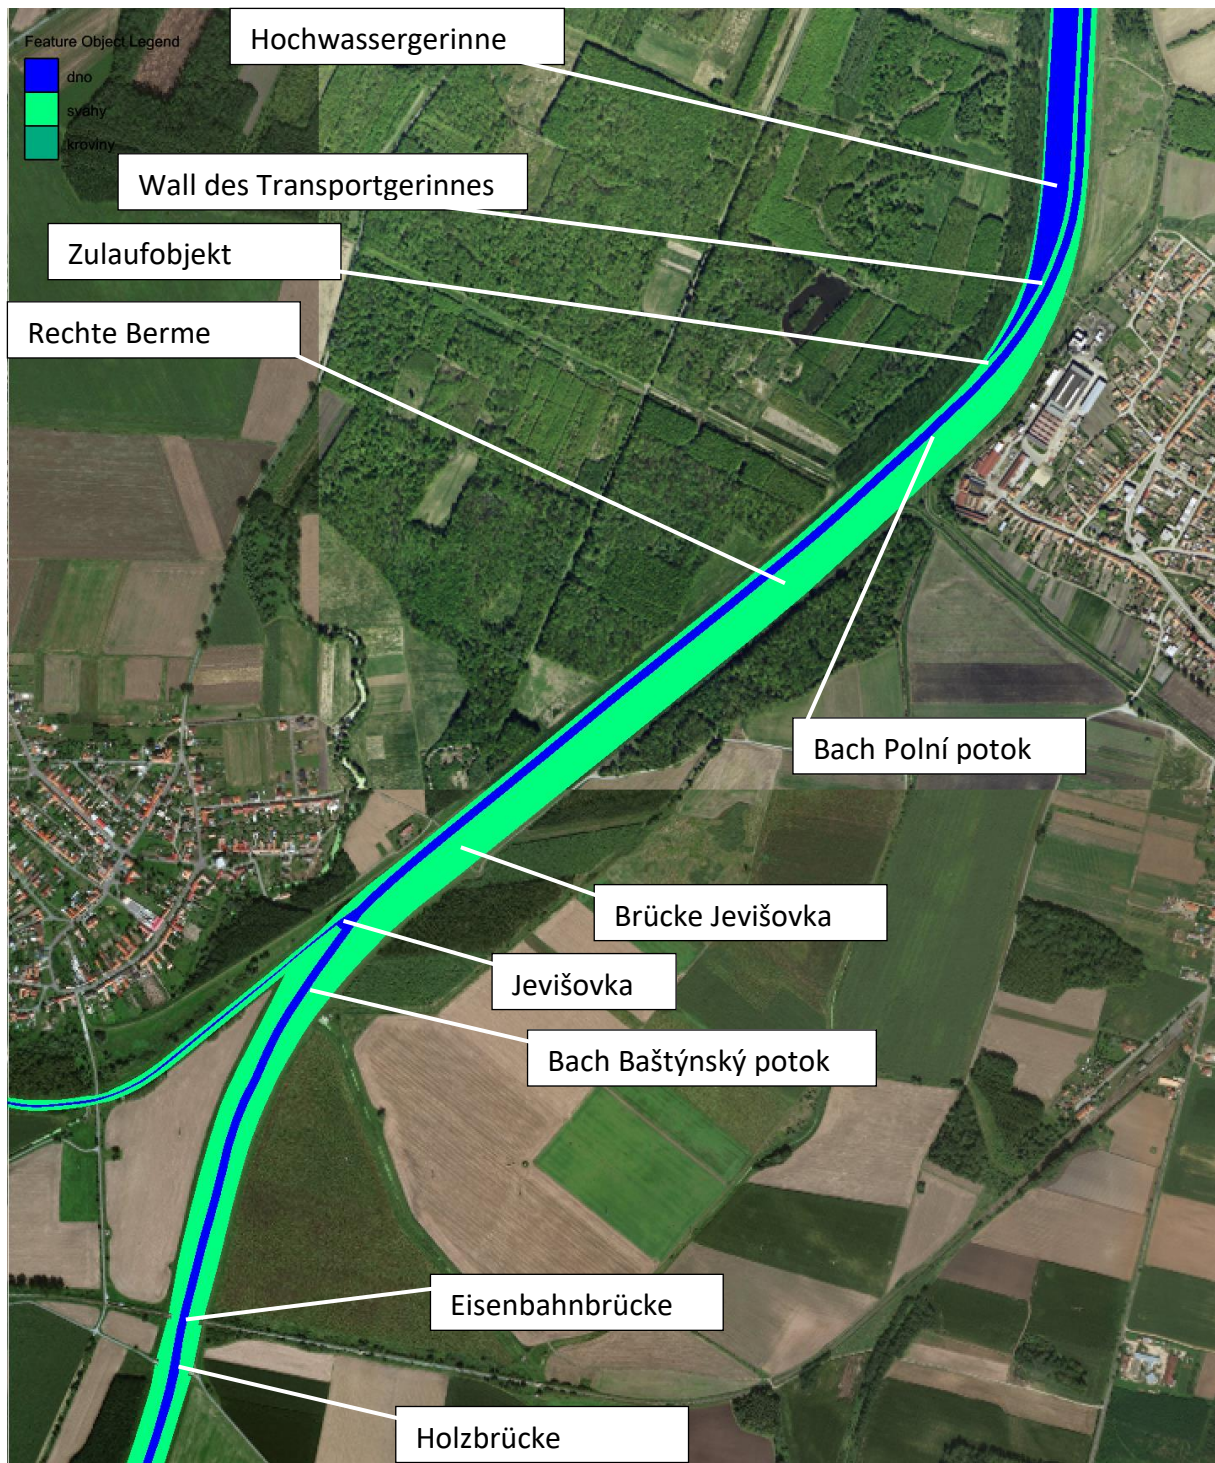 Hochwassergerinne
Feature Object Legend
dno
svahy
kroviny
Wall des Transportgerinnes
Zulaufobjekt
Rechte Berme
Bach Polní potok
Brücke Jevišovka
Jevišovka
Bach Baštýnský potok
Eisenbahnbrücke
Holzbrücke